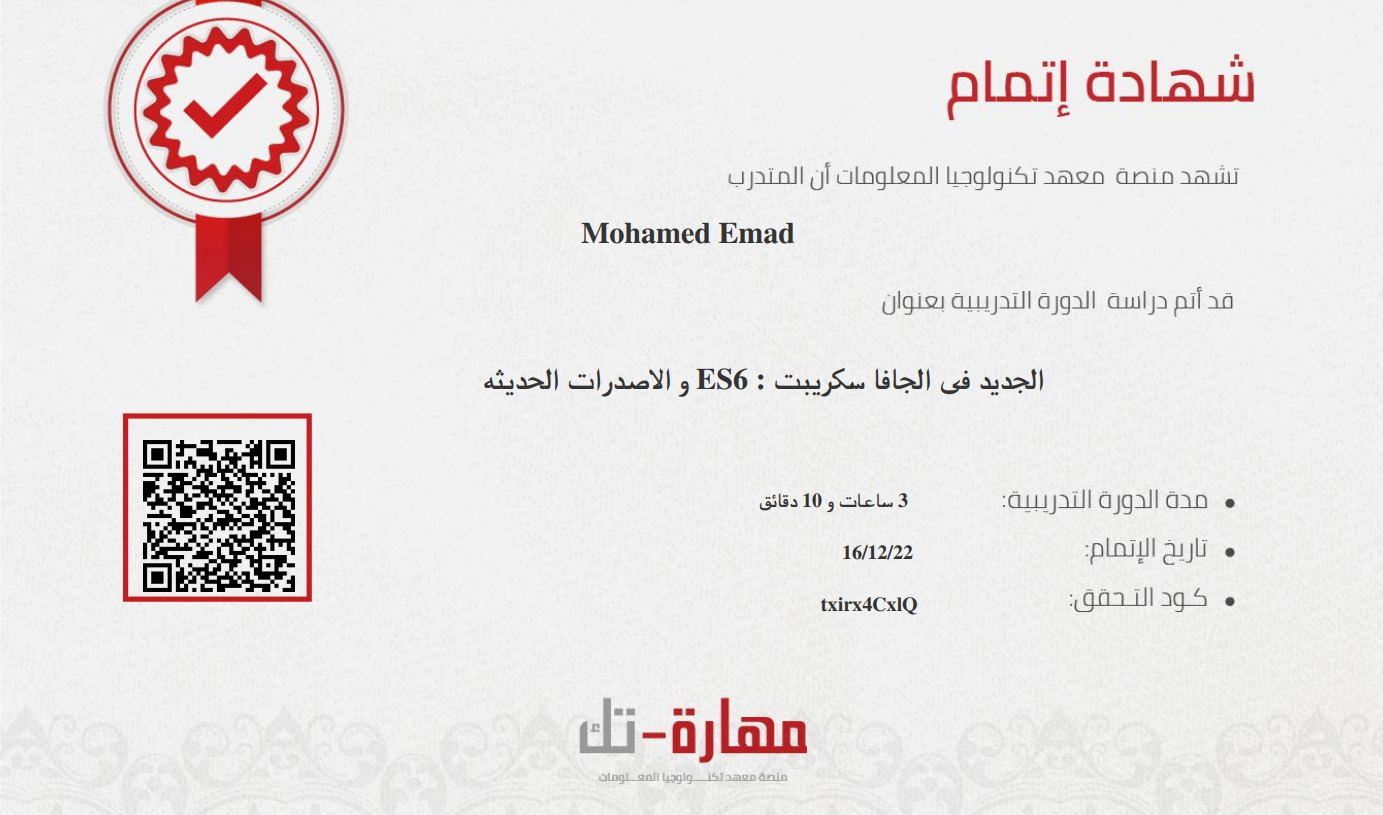 شهادة إتمام
تشهد منصة معهد تكنولوجيا المعلومات أن المتدرب
Mohamed Emad
قد أتم دراسة الدورة التدريبية بعنوان
الجديد فى الجافا سكريبت : ES6 و الاصدرات الحديثه
مدة الدورة التدريبية: 3 ساعات و 10 دقائق
تاريخ الإتمام: 16/12/22
كـود التـحقق: txirx4CxlQ
مهارة-تك
منصة معهد تكنـــولوجيا المعـــلومات